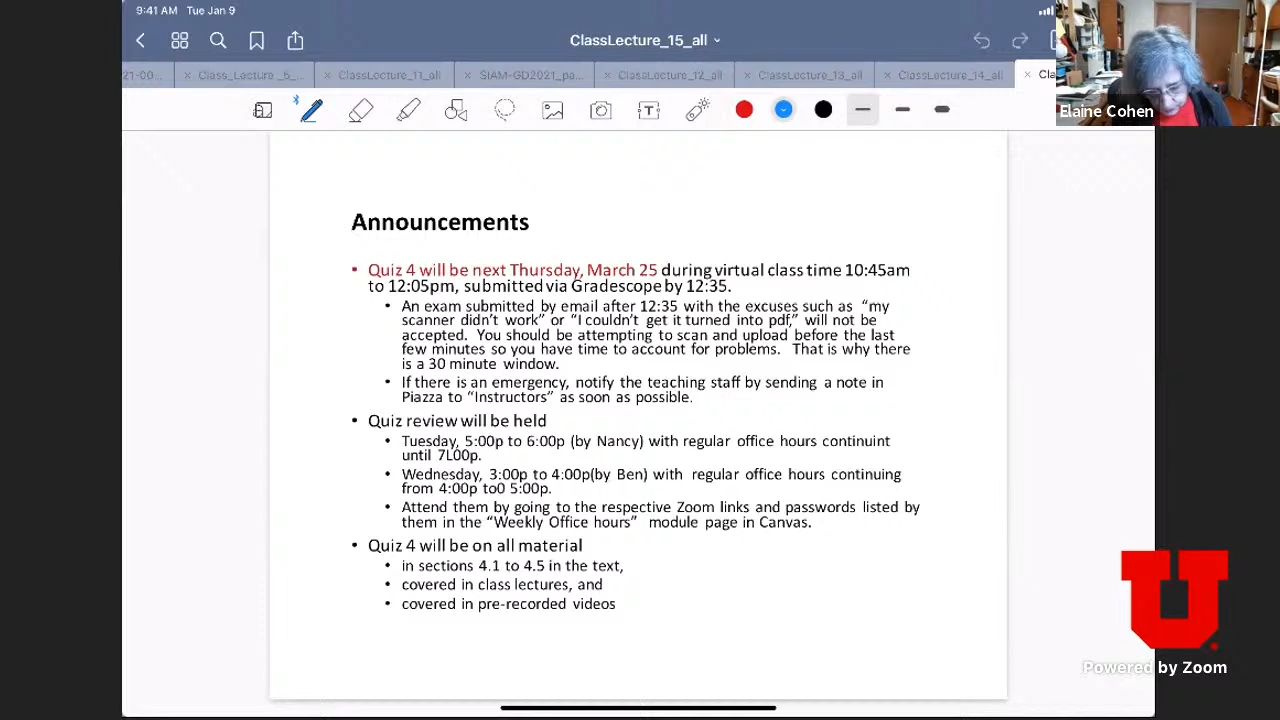 9:41 AM Tue Jan 9
ClassLecture_15_all
21-00...
Class_Lecture_5_...
ClassLecture_11_all
SIAM-GD2021_pa...
ClassLecture_12_all
ClassLecture_13_all
ClassLecture_14_all
Cla
T
Elaine Cohen
Announcements
• Quiz 4 will be next Thursday, March 25 during virtual class time 10:45am
to 12:05pm, submitted via Gradescope by 12:35.
• An exam submitted by email after 12:35 with the excuses such as “my
scanner didn’t work” or “I couldn’t get it turned into pdf,” will not be
accepted. You should be attempting to scan and upload before the last
few minutes so you have time to account for problems. That is why there
is a 30 minute window.
• If there is an emergency, notify the teaching staff by sending a note in
Piazza to “Instructors” as soon as possible.
• Quiz review will be held
• Tuesday, 5:00p to 6:00p (by Nancy) with regular office hours continuint
until 7L00p.
• Wednesday, 3:00p to 4:00p(by Ben) with regular office hours continuing
from 4:00p to0 5:00p.
• Attend them by going to the respective Zoom links and passwords listed by
them in the “Weekly Office hours” module page in Canvas.
• Quiz 4 will be on all material
• in sections 4.1 to 4.5 in the text,
• covered in class lectures, and
• covered in pre-recorded videos
U
Powered by Zoom